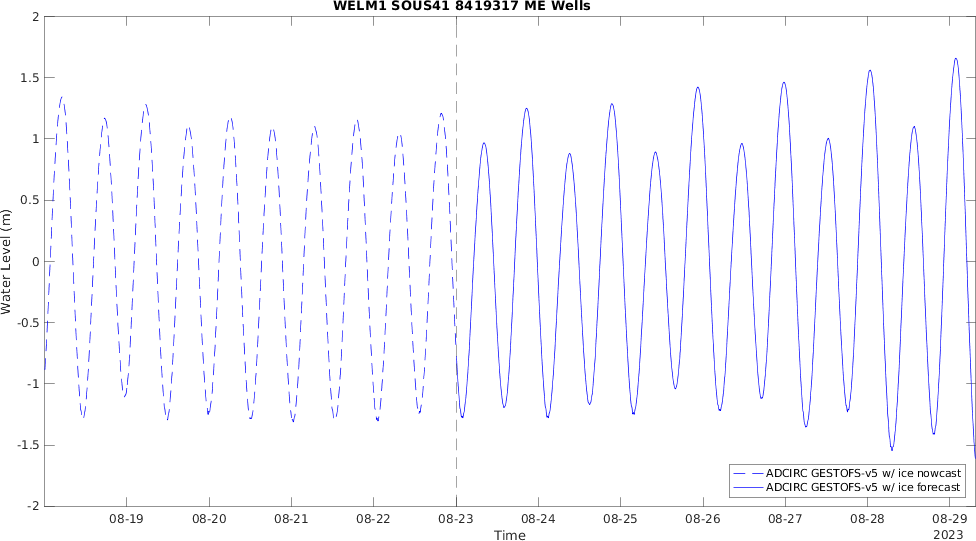 WELM1 SOUS41 8419317 ME Wells
2
1.5
1
0.5
0
-0.5
-1
-1.5
-2
Water Level (m)
ADCIRC GESTOFS-v5 w/ ice nowcast
ADCIRC GESTOFS-v5 w/ ice forecast
08-19 08-20 08-21 08-22 08-23 08-24 08-25 08-26 08-27 08-28 08-29
2023
Time